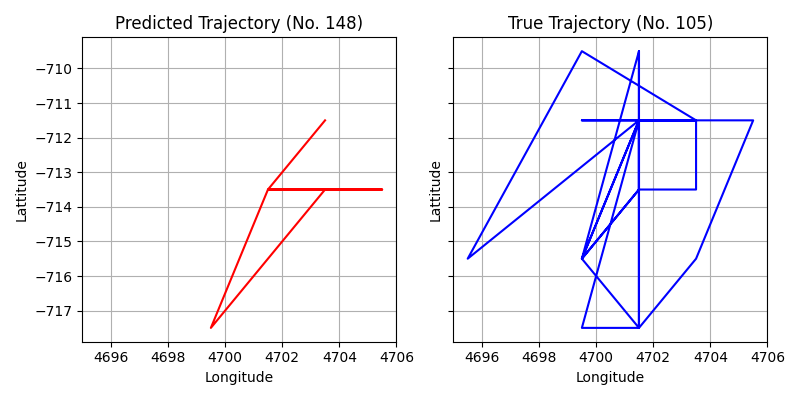 Predicted Trajectory (No. 148)
True Trajectory (No. 105)
−710
−711
−712
−713
−714
−715
−716
−717
Lattitude
Lattitude
4696 4698 4700 4702 4704 4706
4696 4698 4700 4702 4704 4706
Longitude
Longitude